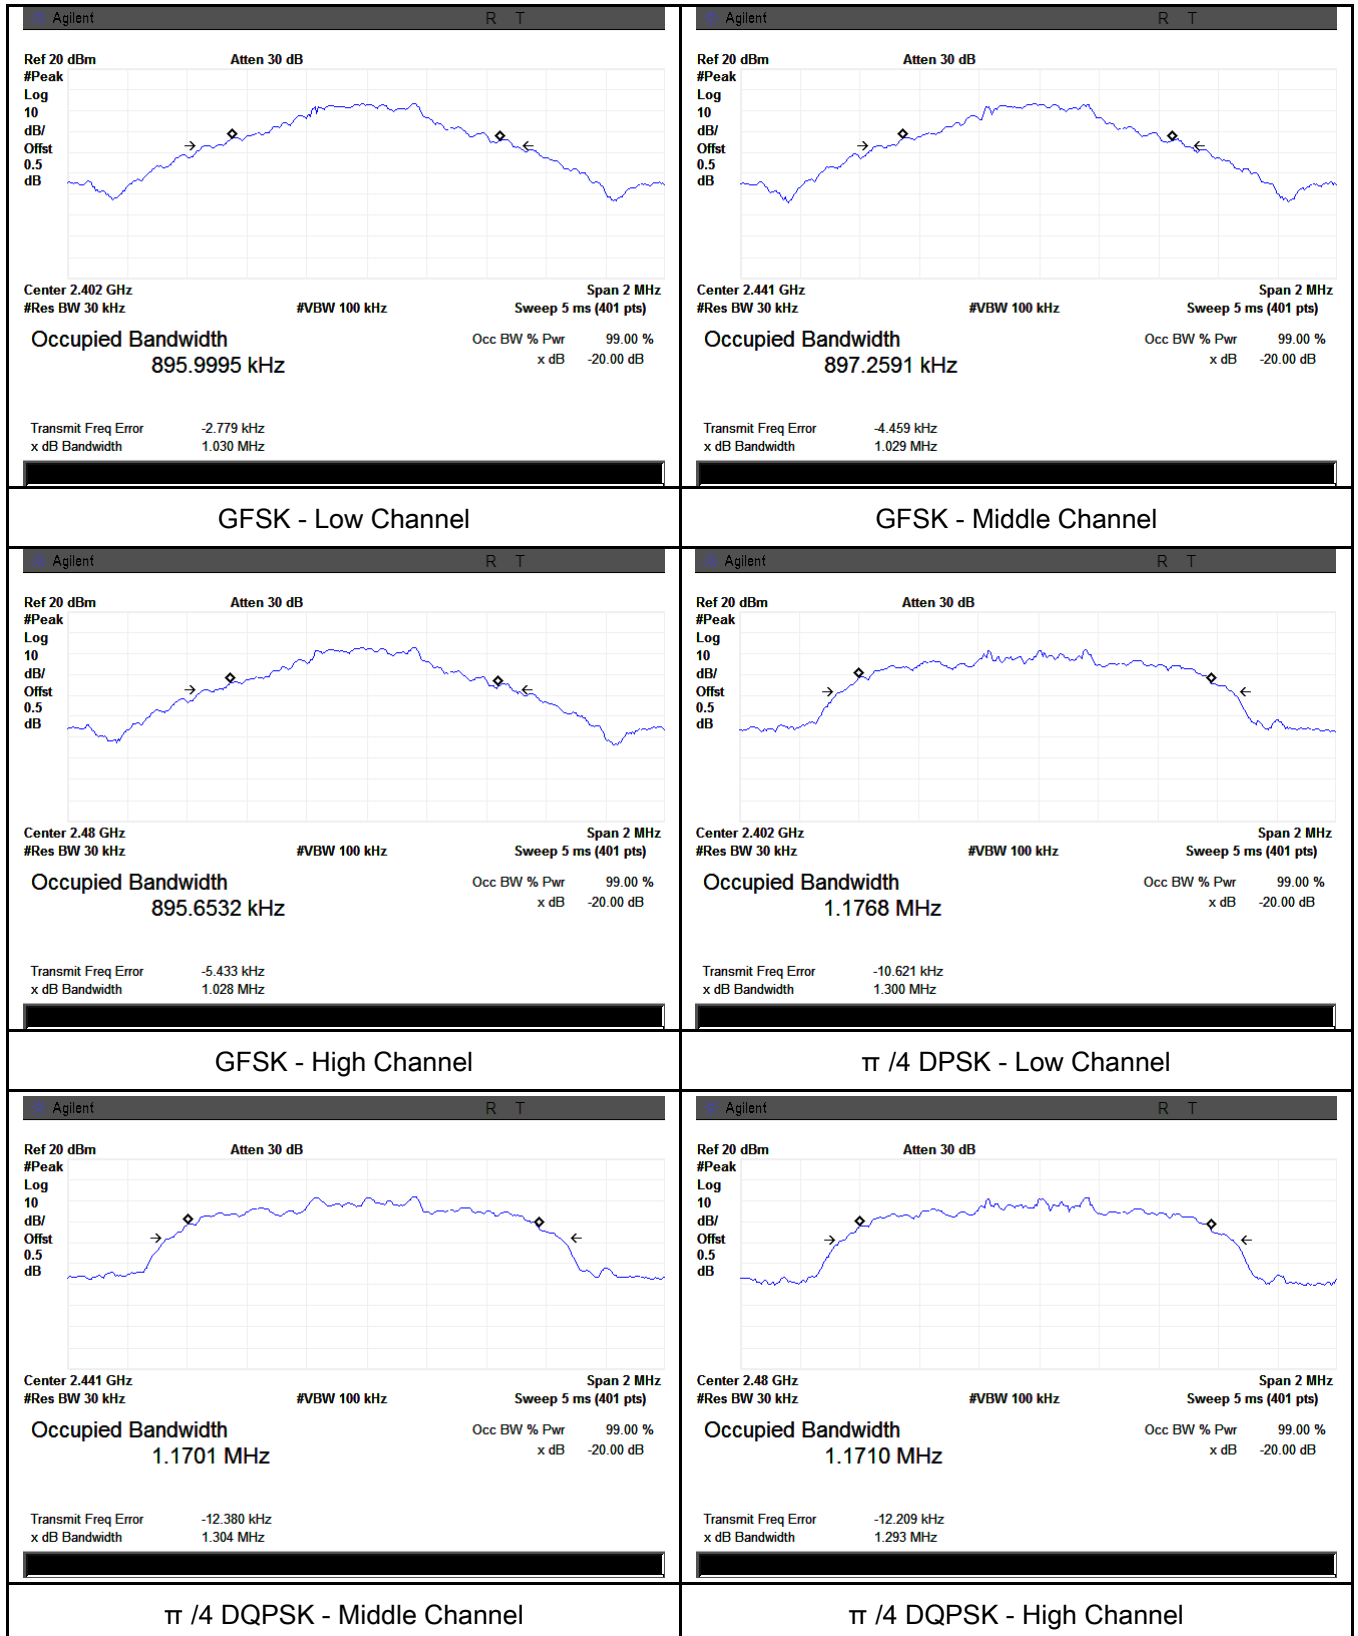 Agilent R T
Ref 20 dBm Atten 30 dB
#Peak
Log
10
dB/
Offst
0.5
dB
Center 2.402 GHz Span 2 MHz
#Res BW 30 kHz #VBW 100 kHz Sweep 5 ms (401 pts)
Occupied Bandwidth Occ BW % Pwr 99.00 %
895.9995 kHz x dB -20.00 dB
Transmit Freq Error -2.779 kHz
x dB Bandwidth 1.030 MHz
GFSK - Low Channel
Agilent R T
Ref 20 dBm Atten 30 dB
#Peak
Log
10
dB/
Offst
0.5
dB
Center 2.441 GHz Span 2 MHz
#Res BW 30 kHz #VBW 100 kHz Sweep 5 ms (401 pts)
Occupied Bandwidth Occ BW % Pwr 99.00 %
897.2591 kHz x dB -20.00 dB
Transmit Freq Error -4.459 kHz
x dB Bandwidth 1.029 MHz
GFSK - Middle Channel
Agilent R T
Ref 20 dBm Atten 30 dB
#Peak
Log
10
dB/
Offst
0.5
dB
Center 2.48 GHz Span 2 MHz
#Res BW 30 kHz #VBW 100 kHz Sweep 5 ms (401 pts)
Occupied Bandwidth Occ BW % Pwr 99.00 %
895.6532 kHz x dB -20.00 dB
Transmit Freq Error -5.433 kHz
x dB Bandwidth 1.028 MHz
GFSK - High Channel
Agilent R T
Ref 20 dBm Atten 30 dB
#Peak
Log
10
dB/
Offst
0.5
dB
Center 2.402 GHz Span 2 MHz
#Res BW 30 kHz #VBW 100 kHz Sweep 5 ms (401 pts)
Occupied Bandwidth Occ BW % Pwr 99.00 %
1.1768 MHz x dB -20.00 dB
Transmit Freq Error -10.621 kHz
x dB Bandwidth 1.300 MHz
π /4 DPSK - Low Channel
Agilent R T
Ref 20 dBm Atten 30 dB
#Peak
Log
10
dB/
Offst
0.5
dB
Center 2.441 GHz Span 2 MHz
#Res BW 30 kHz #VBW 100 kHz Sweep 5 ms (401 pts)
Occupied Bandwidth Occ BW % Pwr 99.00 %
1.1701 MHz x dB -20.00 dB
Transmit Freq Error -12.380 kHz
x dB Bandwidth 1.304 MHz
π /4 DQPSK - Middle Channel
Agilent R T
Ref 20 dBm Atten 30 dB
#Peak
Log
10
dB/
Offst
0.5
dB
Center 2.48 GHz Span 2 MHz
#Res BW 30 kHz #VBW 100 kHz Sweep 5 ms (401 pts)
Occupied Bandwidth Occ BW % Pwr 99.00 %
1.1710 MHz x dB -20.00 dB
Transmit Freq Error -12.209 kHz
x dB Bandwidth 1.293 MHz
π /4 DQPSK - High Channel